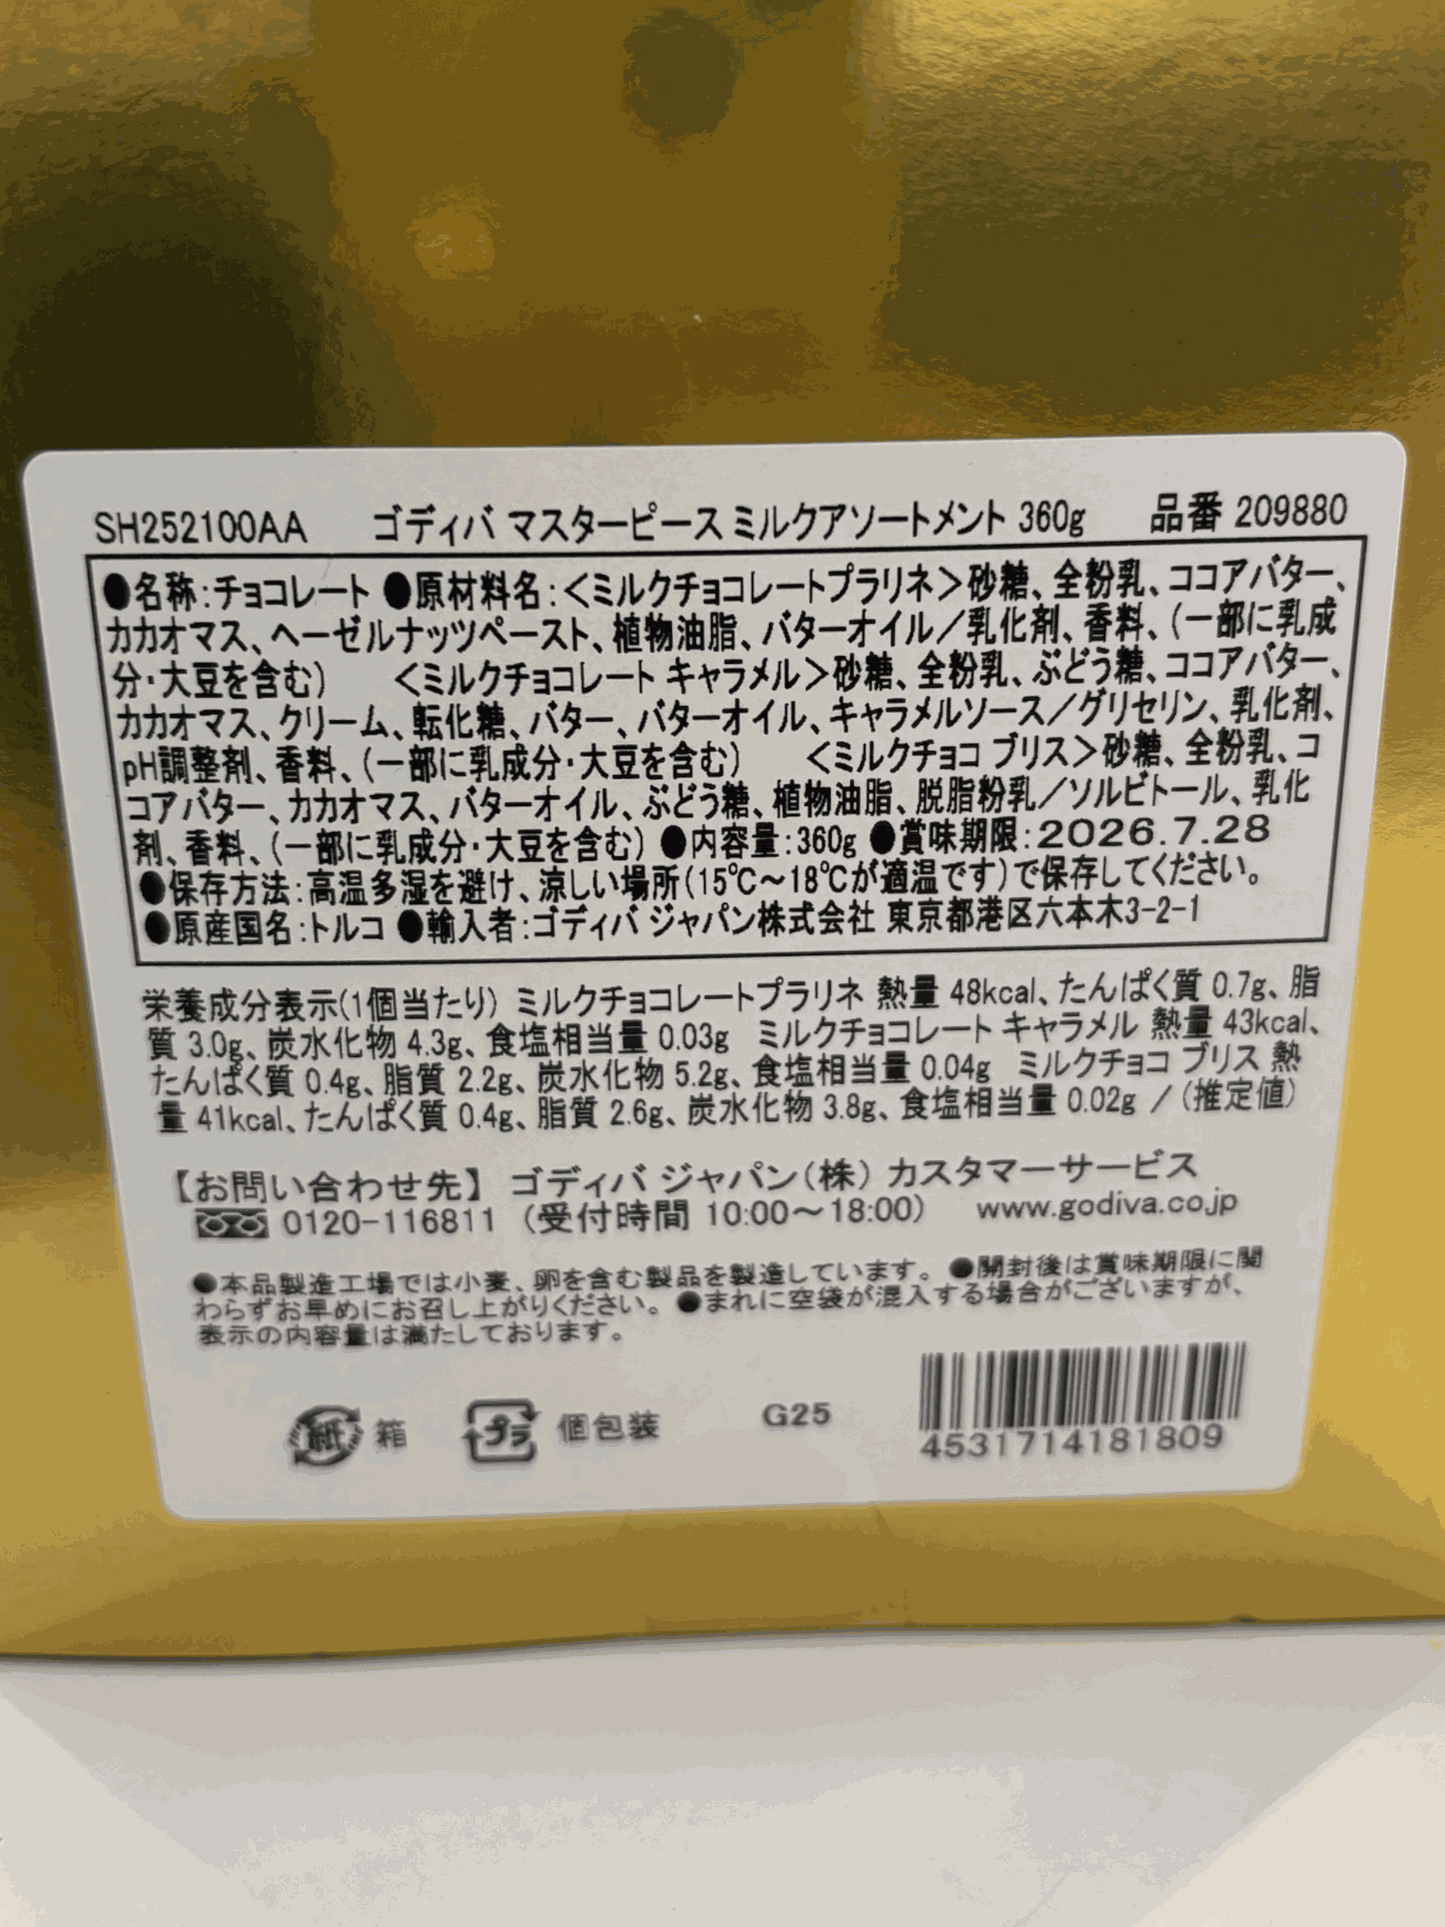 SH252100AA ゴディバ マスターピース ミルクアソートメント 360g 品番 209880
●名称:チョコレート ●原材料名:<ミルクチョコレートプラリネ>砂糖、全粉乳、ココアバター、
カカオマス、ヘーゼルナッツペースト、植物油脂、バターオイル/乳化剤、香料、(一部に乳成
分・大豆を含む) <ミルクチョコレート キャラメル>砂糖、全粉乳、ぶどう糖、ココアバター、
カカオマス、クリーム、転化糖、バター、バターオイル、キャラメルソース/グリセリン、乳化剤、
pH調整剤、香料、(一部に乳成分・大豆を含む) <ミルクチョコ ブリス>砂糖、全粉乳、コ
コアバター、カカオマス、バターオイル、ぶどう糖、植物油脂、脱脂粉乳/ソルビトール、乳化
剤、香料、(一部に乳成分・大豆を含む) ●内容量:360g ●賞味期限:2026.7.28
●保存方法:高温多湿を避け、涼しい場所(15℃~18℃が適温です)で保存してください。
●原産国名:トルコ ●輸入者:ゴディバ ジャパン株式会社 東京都港区六本木3-2-1
栄養成分表示(1個当たり) ミルクチョコレートプラリネ 熱量 48kcal、たんぱく質 0.7g、脂
質 3.0g、炭水化物 4.3g、食塩相当量 0.03g ミルクチョコレート キャラメル 熱量 43kcal、
たんぱく質 0.4g、脂質 2.2g、炭水化物 5.2g、食塩相当量 0.04g ミルクチョコ ブリス 熱
量 41kcal、たんぱく質 0.4g、脂質 2.6g、炭水化物 3.8g、食塩相当量 0.02g / (推定値)
【お問い合わせ先】 ゴディバ ジャパン(株) カスタマーサービス
0120-116811 (受付時間 10:00~18:00) www.godiva.co.jp
●本品製造工場では小麦、卵を含む製品を製造しています。●開封後は賞味期限に関
わらずお早めにお召し上がりください。●まれに空袋が混入する場合がございますが、
表示の内容量は満たしております。
紙 箱 プラ 個包装 G25
4531714181809